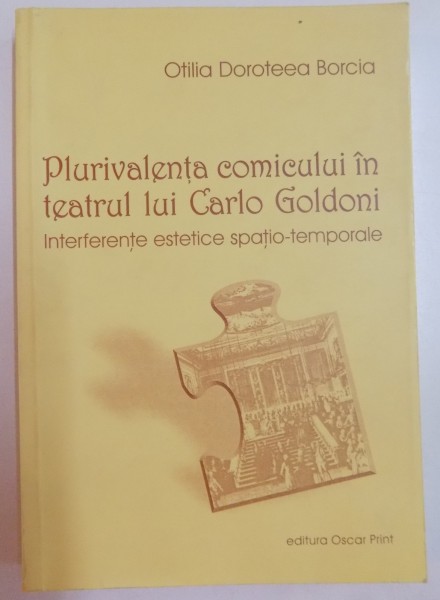 Otilia Doroteea Borcia
Plurivalența comicului în
teatrul lui Carlo Goldoni
Interferențe estetice spațio-temporale
editura Oscar Print